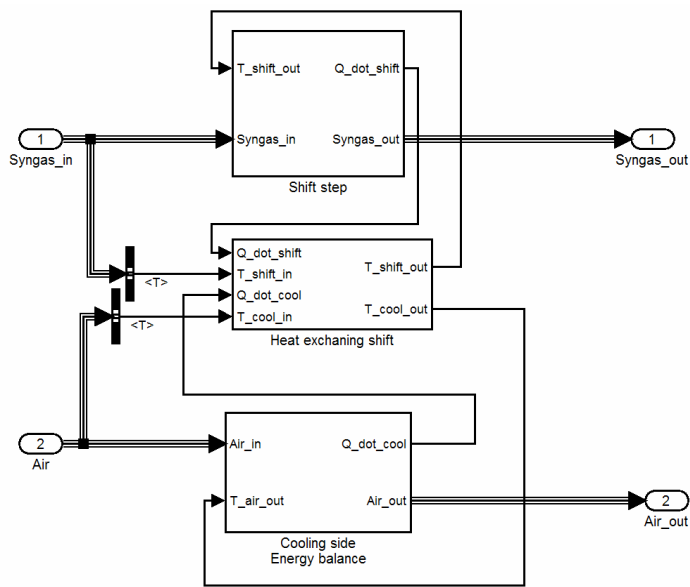 T_shift_out
Q_dot_shift
1
Syngas_in
Syngas_out
1
Syngas_in
Syngas_out
Shift step
Q_dot_shift
T_shift_in
Q_dot_cool
T_cool_in
T_shift_out
T_cool_out
<T>
<T>
Heat exchaning shift
2
Air
Air_in
Q_dot_cool
T_air_out
Air_out
2
Air_out
Cooling side
Energy balance